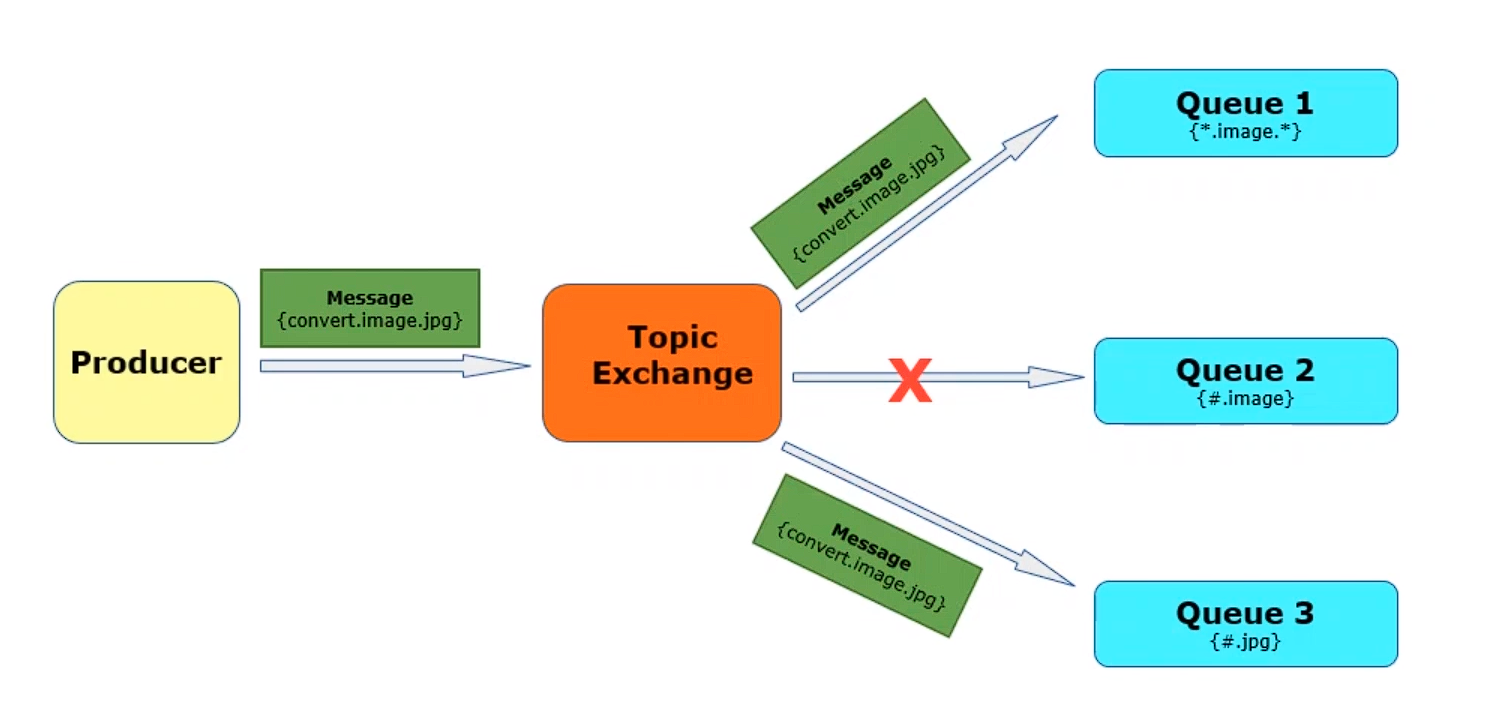 Producer
Message
{convert.image.jpg}
Topic
Exchange
Message
{convert.image.jpg}
X
Message
{convert.image.jpg}
Queue 1
{*.image.*}
Queue 2
{#.image}
Queue 3
{#.jpg}